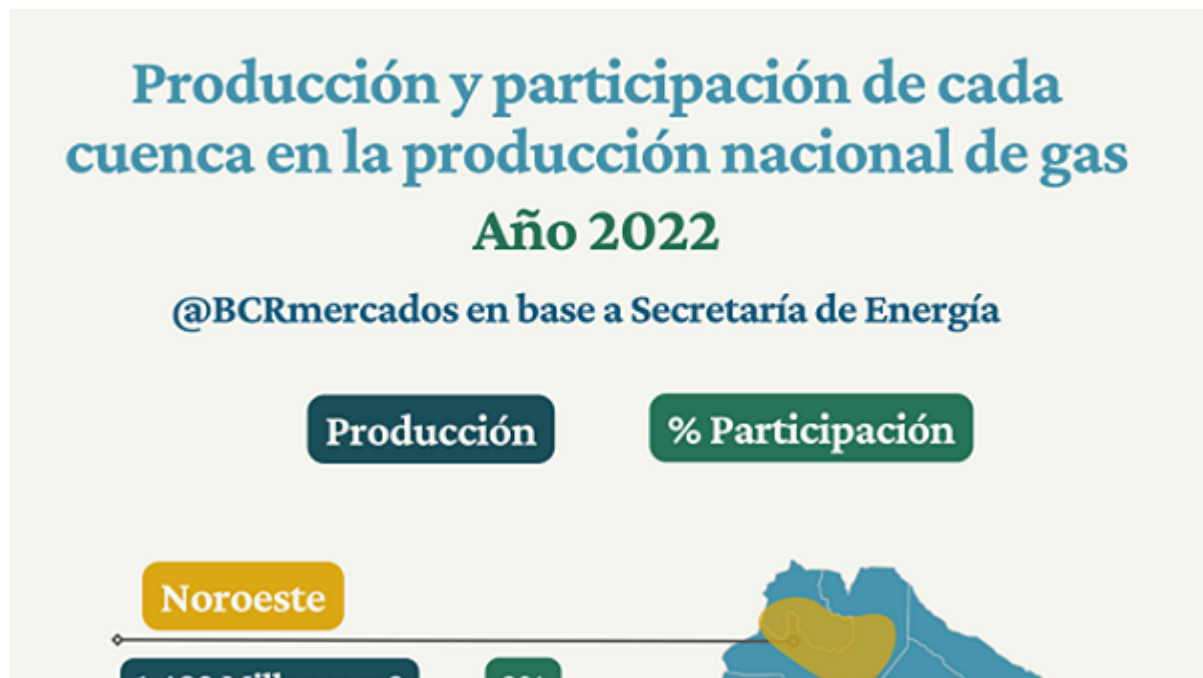 Producción y participación de cada
cuenca en la producción nacional de gas
Año 2022
@BCRmercados en base a Secretaría de Energía
Producción
% Participación
Noroeste